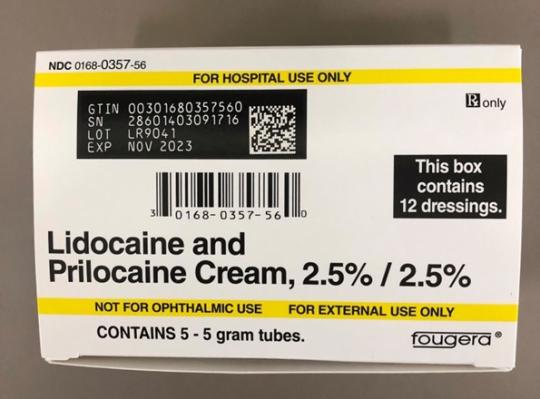 NDC 0168-0357-56
FOR HOSPITAL USE ONLY
GTIN 00301680357560
SN 28601403091716
LOT LR9041
EXP NOV 2023
Rx only
This box
contains
12 dressings.
3 0168-0357-56 0
Lidocaine and
Prilocaine Cream, 2.5% / 2.5%
NOT FOR OPHTHALMIC USE FOR EXTERNAL USE ONLY
CONTAINS 5 - 5 gram tubes.
fougera®